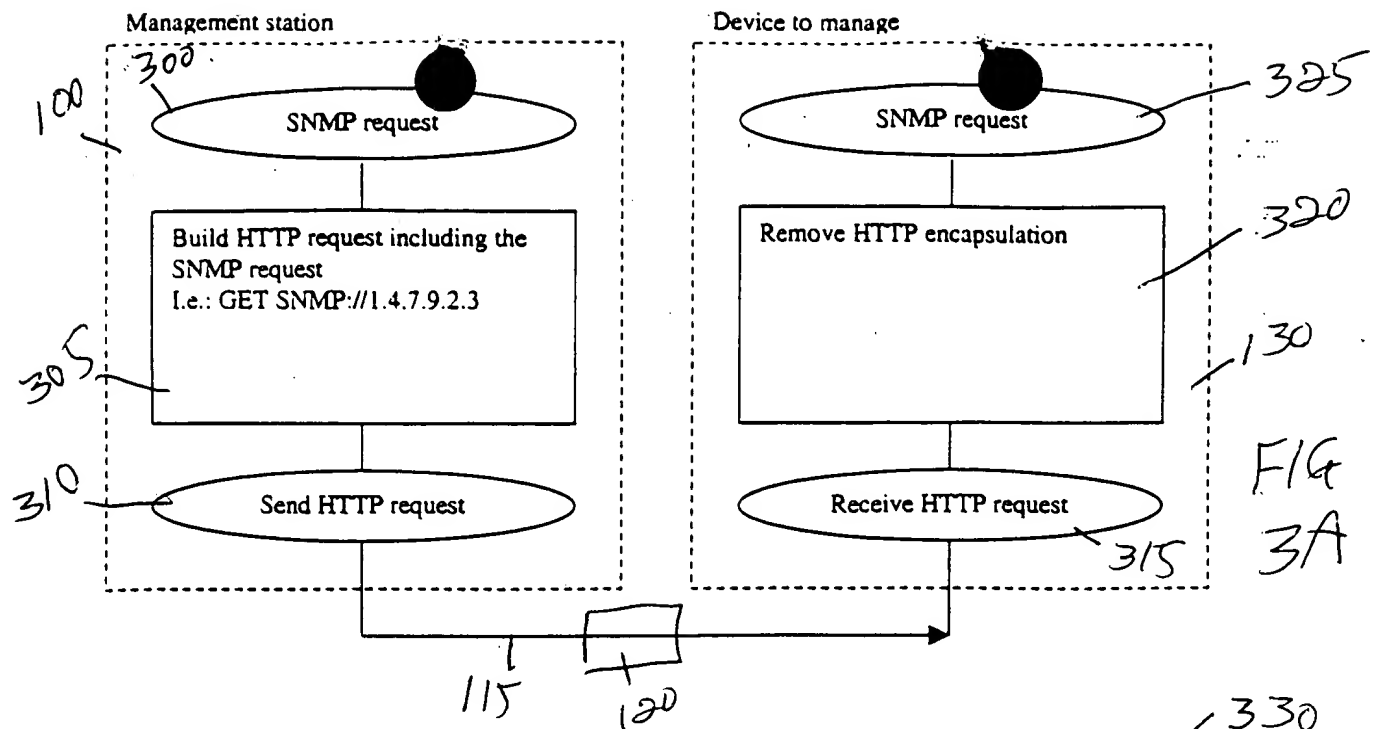 Management station
Device to manage
100
300
SNMP request
SNMP request
325
Build HTTP request including the
SNMP request
I.e.: GET SNMP://1.4.7.9.2.3
Remove HTTP encapsulation
320
305
130
310
Send HTTP request
Receive HTTP request
315
FIG
3A
115
120
330